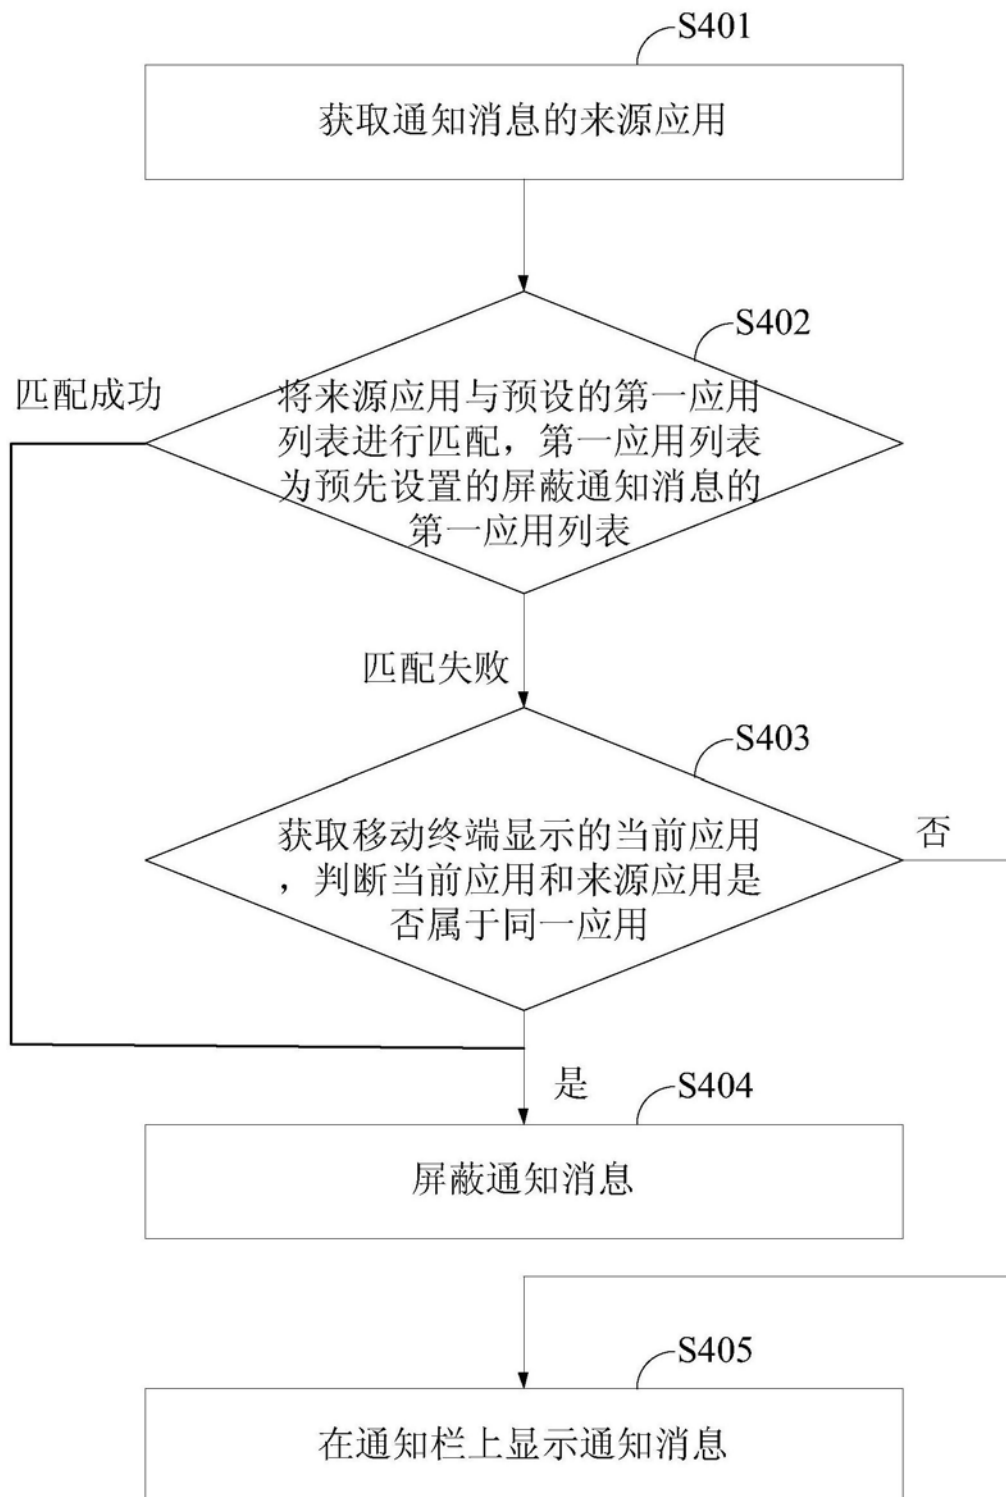 S401
获取通知消息的来源应用
S402
匹配成功
将来源应用与预设的第一应用
列表进行匹配，第一应用列表
为预先设置的屏蔽通知消息的
第一应用列表
匹配失败
S403
获取移动终端显示的当前应用
，判断当前应用和来源应用是
否属于同一应用
否
是
S404
屏蔽通知消息
S405
在通知栏上显示通知消息